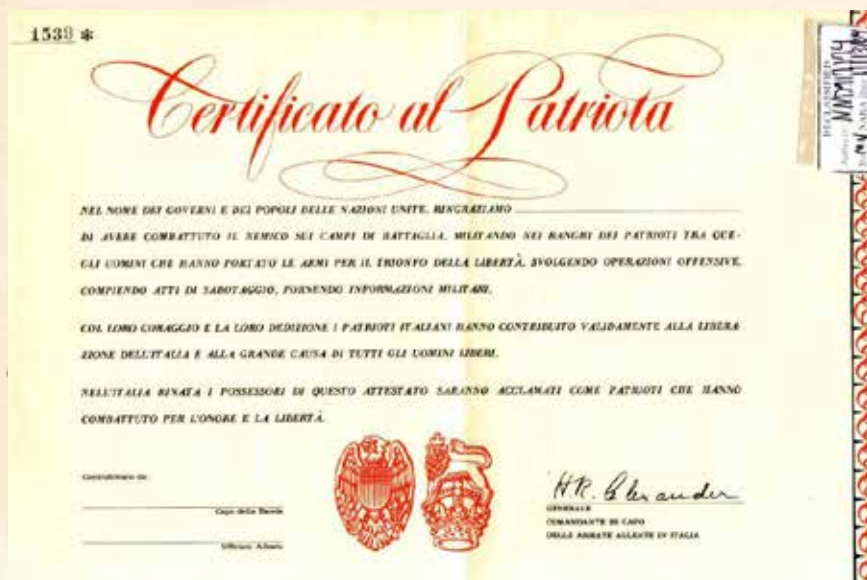 1539 *
DECLASSIFIED
Certificato al Patriota
NEL NOME DEI GOVERNI E DEI POPOLI DELLE NAZIONI UNITE, RINGRAZIAMO
DI AVERE COMBATTUTO IL NEMICO SUI CAMPI DI BATTAGLIA, MILITANDO NEI RANGHI DEI PATRIOTI TRA QUE-
GLI UOMINI CHE HANNO PORTATO LE ARMI PER IL TRIONFO DELLA LIBERTÀ, SVOLGENDO OPERAZIONI OFFENSIVE,
COMPIENDO ATTI DI SABOTAGGIO, FORNENDO INFORMAZIONI MILITARI.
COL LORO CORAGGIO E LA LORO DEDIZIONE I PATRIOTI ITALIANI HANNO CONTRIBUITO VALIDAMENTE ALLA LIBERA-
ZIONE DELL'ITALIA E ALLA GRANDE CAUSA DI TUTTI GLI UOMINI LIBERI.
NELL'ITALIA RINATA I POSSESSORI DI QUESTO ATTESTATO SARANNO ACCLAMATI COME PATRIOTI CHE HANNO
COMBATTUTO PER L'ONORE E LA LIBERTÀ.
Capo della Banda
Ufficiale Alleato
H.R. Alexander
GENERALE
COMANDANTE IN CAPO
DELLE ARMATE ALLEATE IN ITALIA